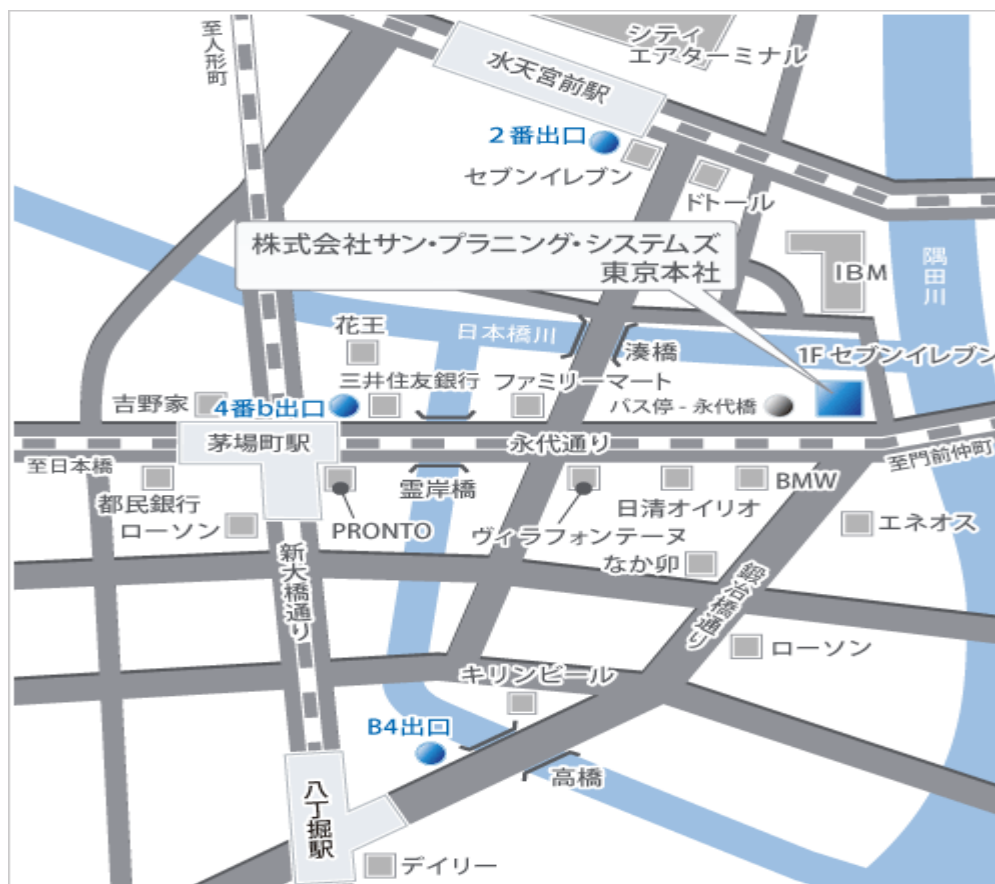 至人形町
シティ
エアターミナル
水天宮前駅
2番出口
セブンイレブン
ドトール
株式会社サン・プラニング・システムズ
東京本社
IBM
隅田川
花王
日本橋川
湊橋
1F セブンイレブン
三井住友銀行
ファミリーマート
吉野家
4番b出口
バス停 - 永代橋
茅場町駅
永代通り
至日本橋
至門前仲町
都民銀行
霊岸橋
BMW
ローソン
PRONTO
ヴィラフォンテーヌ
日清オイリオ
エネオス
なか卯
新大橋通り
鍛冶橋通り
ローソン
キリンビール
B4出口
高橋
八丁堀駅
デイリー